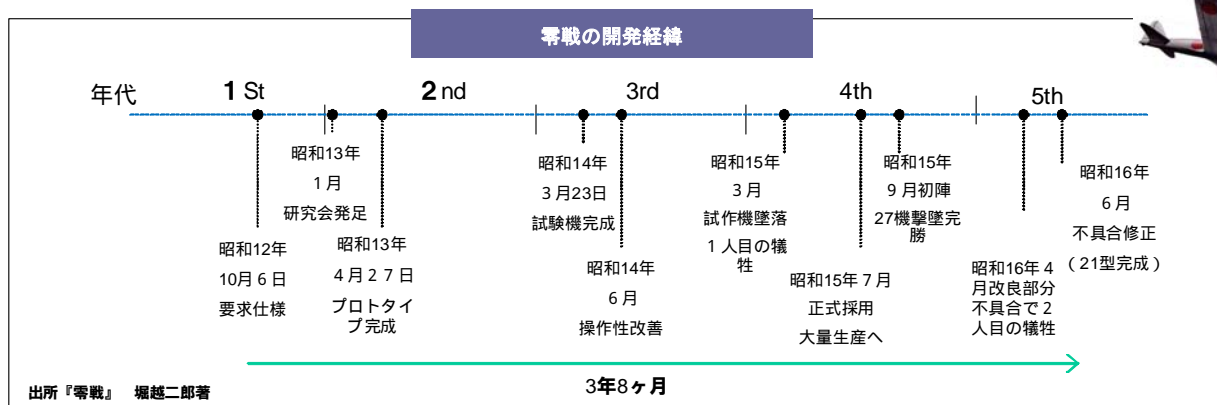 零戦の開発経緯
年代
1 St
2 nd
3rd
4th
5th
昭和12年
10月６日
要求仕様
昭和13年
１月
研究会発足
昭和13年
４月２７日
プロトタイ
プ完成
昭和14年
３月23日
試験機完成
昭和14年
６月
操作性改善
昭和15年
３月
試作機墜落
１人目の犠
牲
昭和15年７月
正式採用
大量生産へ
昭和15年
９月初陣
27機撃墜完
勝
昭和16年４
月改良部分
不具合で２
人目の犠牲
昭和16年
６月
不具合修正
（21型完成）
3年8ヶ月
出所『零戦』　堀越二郎著